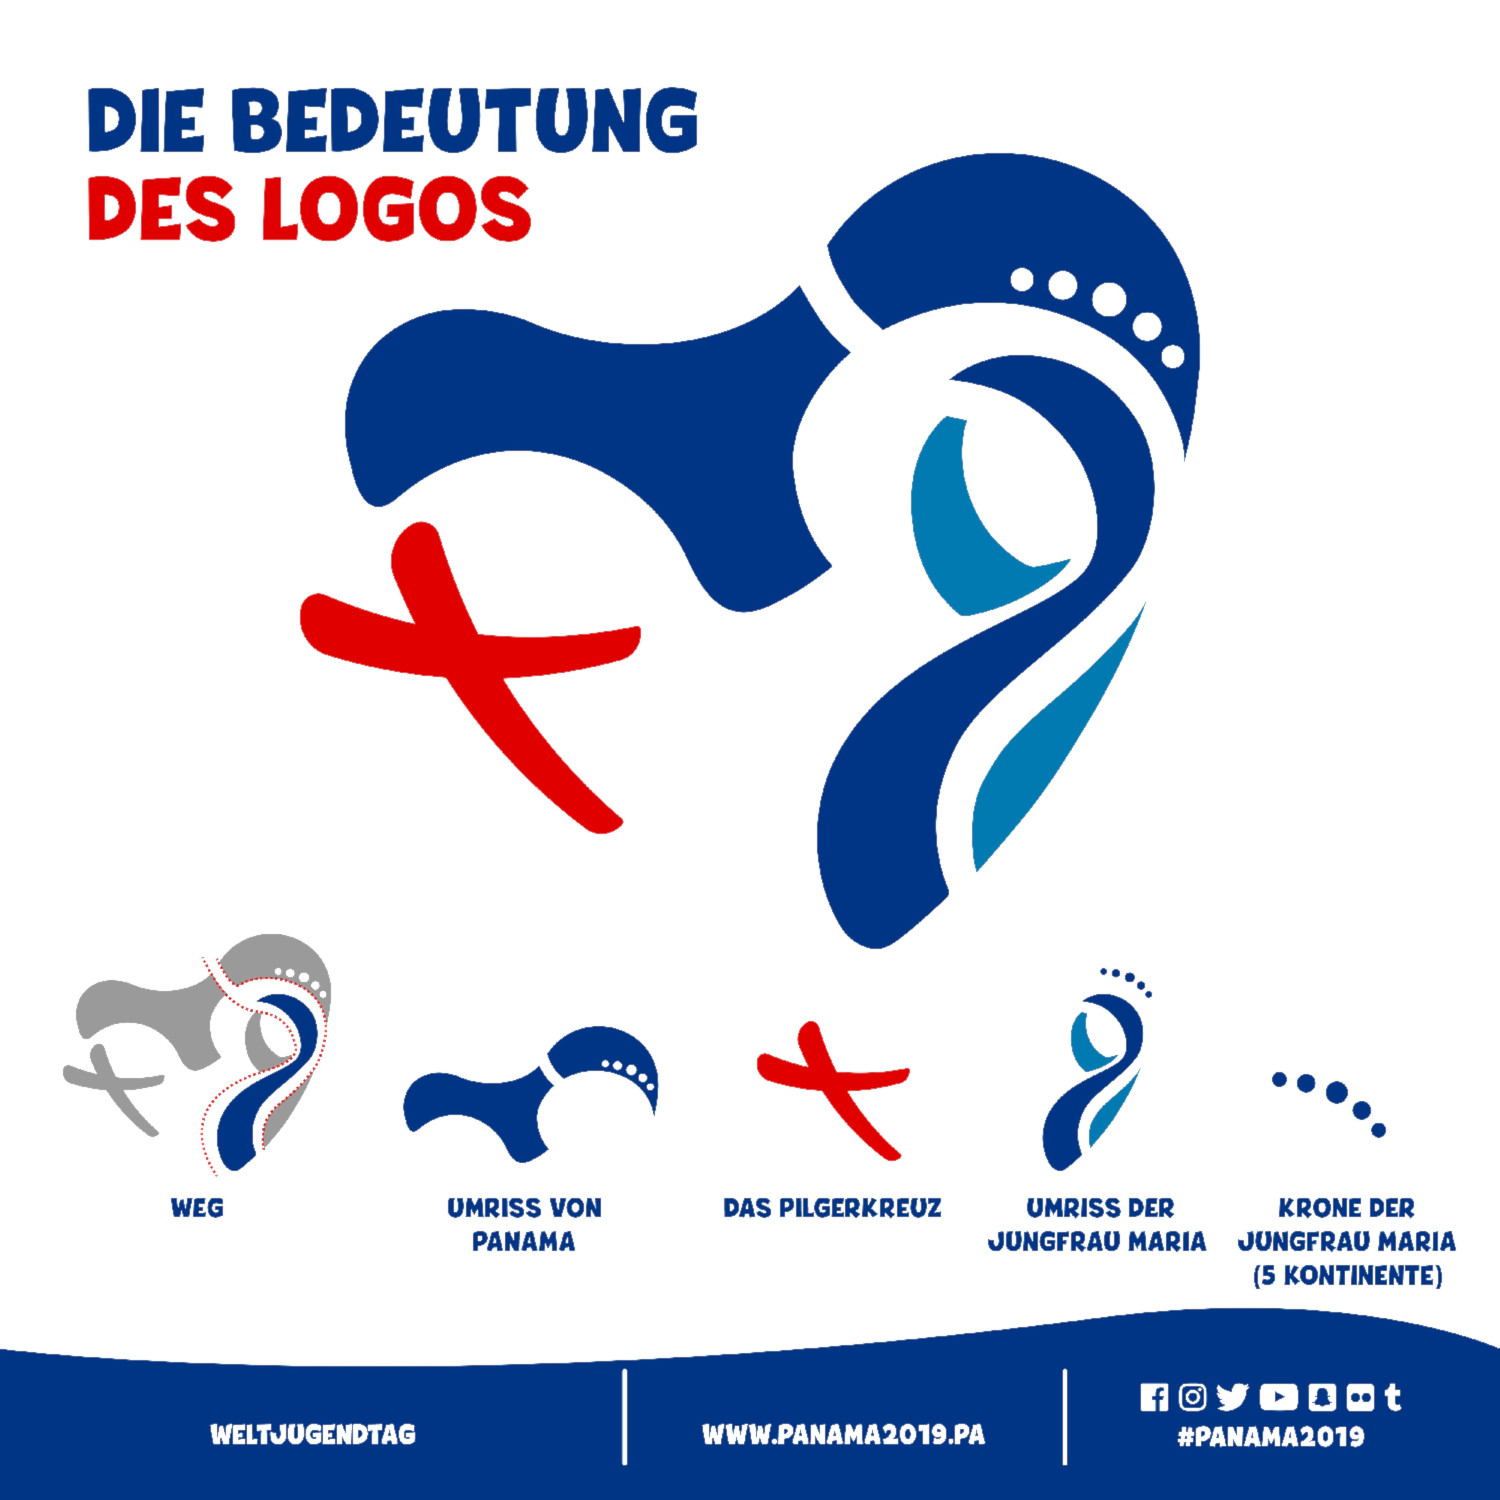 DIE BEDEUTUNG
DES LOGOS
WEG
UMRISS VON
PANAMA
DAS PILGERKREUZ
UMRISS DER
JUNGFRAU MARIA
KRONE DER
JUNGFRAU MARIA
(5 KONTINENTE)
WELTJUGENDTAG
WWW.PANAMA2019.PA
#PANAMA2019